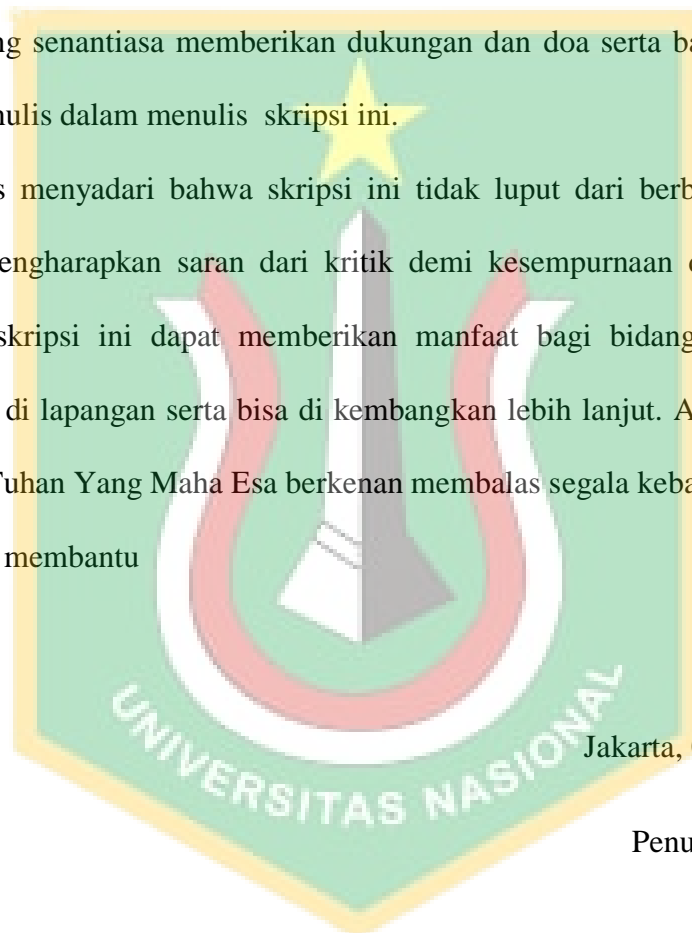 ng senantiasa memberikan dukungan dan doa serta ba
nulis dalam menulis skripsi ini.
s menyadari bahwa skripsi ini tidak luput dari berb
engharapkan saran dari kritik demi kesempurnaan
skripsi ini dapat memberikan manfaat bagi bidang
di lapangan serta bisa di kembangkan lebih lanjut. A
Tuhan Yang Maha Esa berkenan membalas segala keba
membantu
UNIVERSITAS NASIONAL
Jakarta,
Penu